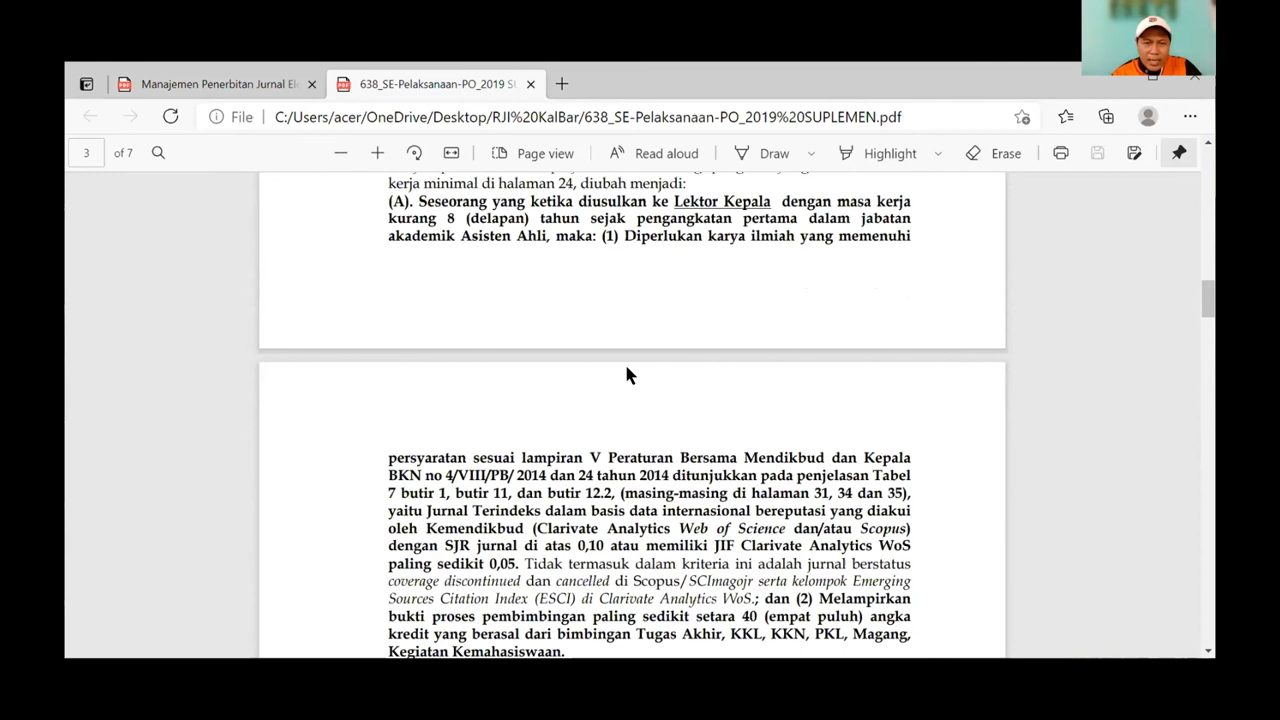 Manajemen Penerbitan Jurnal El
638_SE-Pelaksanaan-PO_2019 S
File
C:/Users/acer/OneDrive/Desktop/RJI%20KalBar/638_SE-Pelaksanaan-PO_2019%20SUPLEMEN.pdf
3 of 7
Page view
Read aloud
Draw
Highlight
Erase
kerja minimal di halaman 24, diubah menjadi:
(A). Seseorang yang ketika diusulkan ke Lektor Kepala dengan masa kerja
kurang 8 (delapan) tahun sejak pengangkatan pertama dalam jabatan
akademik Asisten Ahli, maka: (1) Diperlukan karya ilmiah yang memenuhi
persyaratan sesuai lampiran V Peraturan Bersama Mendikbud dan Kepala
BKN no 4/VIII/PB/ 2014 dan 24 tahun 2014 ditunjukkan pada penjelasan Tabel
7 butir 1, butir 11, dan butir 12.2, (masing-masing di halaman 31, 34 dan 35),
yaitu Jurnal Terindeks dalam basis data internasional bereputasi yang diakui
oleh Kemendikbud (Clarivate Analytics Web of Science dan/atau Scopus)
dengan SJR jurnal di atas 0,10 atau memiliki JIF Clarivate Analytics WoS
paling sedikit 0,05. Tidak termasuk dalam kriteria ini adalah jurnal berstatus
coverage discontinued dan cancelled di Scopus/SCImagojr serta kelompok Emerging
Sources Citation Index (ESCI) di Clarivate Analytics WoS.; dan (2) Melampirkan
bukti proses pembimbingan paling sedikit setara 40 (empat puluh) angka
kredit yang berasal dari bimbingan Tugas Akhir, KKL, KKN, PKL, Magang,
Kegiatan Kemahasiswaan.